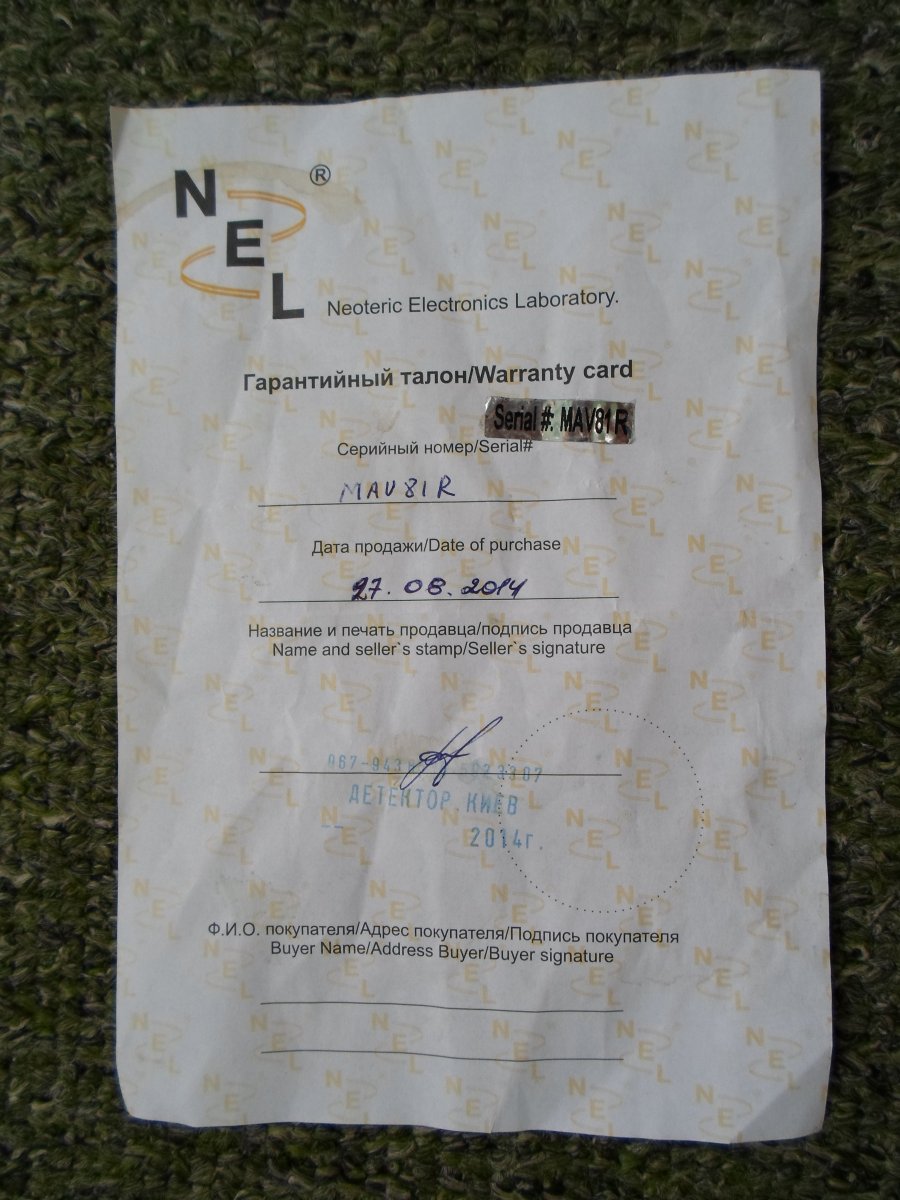 NEL®
Neoteric Electronics Laboratory.
Гарантийный талон/Warranty card
Serial #: MAV81R
Серийный номер/Serial#
MAV81R
Дата продажи/Date of purchase
27.08.2014
Название и печать продавца/подпись продавца
Name and seller`s stamp/Seller`s signature
ДЕТЕКТОР.КИЕВ
2014г.
Ф.И.О. покупателя/Адрес покупателя/Подпись покупателя
Buyer Name/Address Buyer/Buyer signature